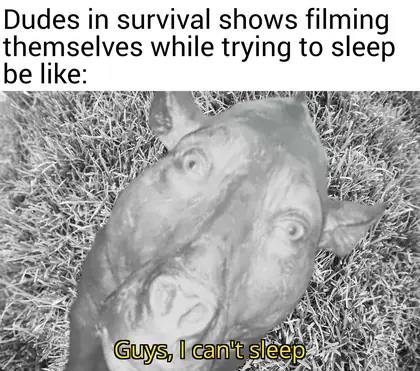 Dudes in survival shows filming
themselves while trying to sleep
be like:
Guys, I can't sleep